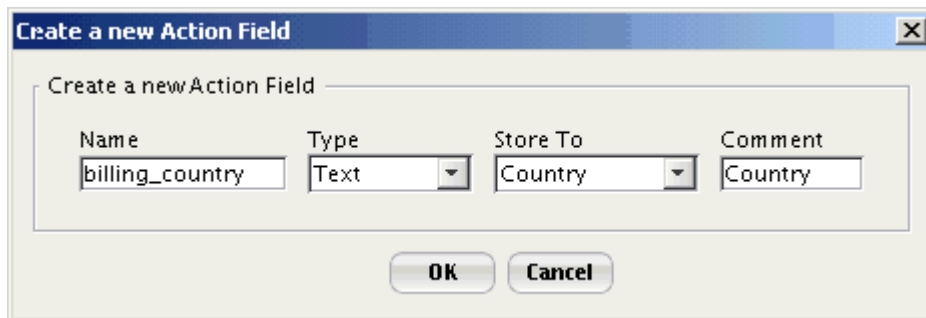 Create a new Action Field
Create a new Action Field
Name Type Store To Comment
billing_country Text Country Country
OK Cancel